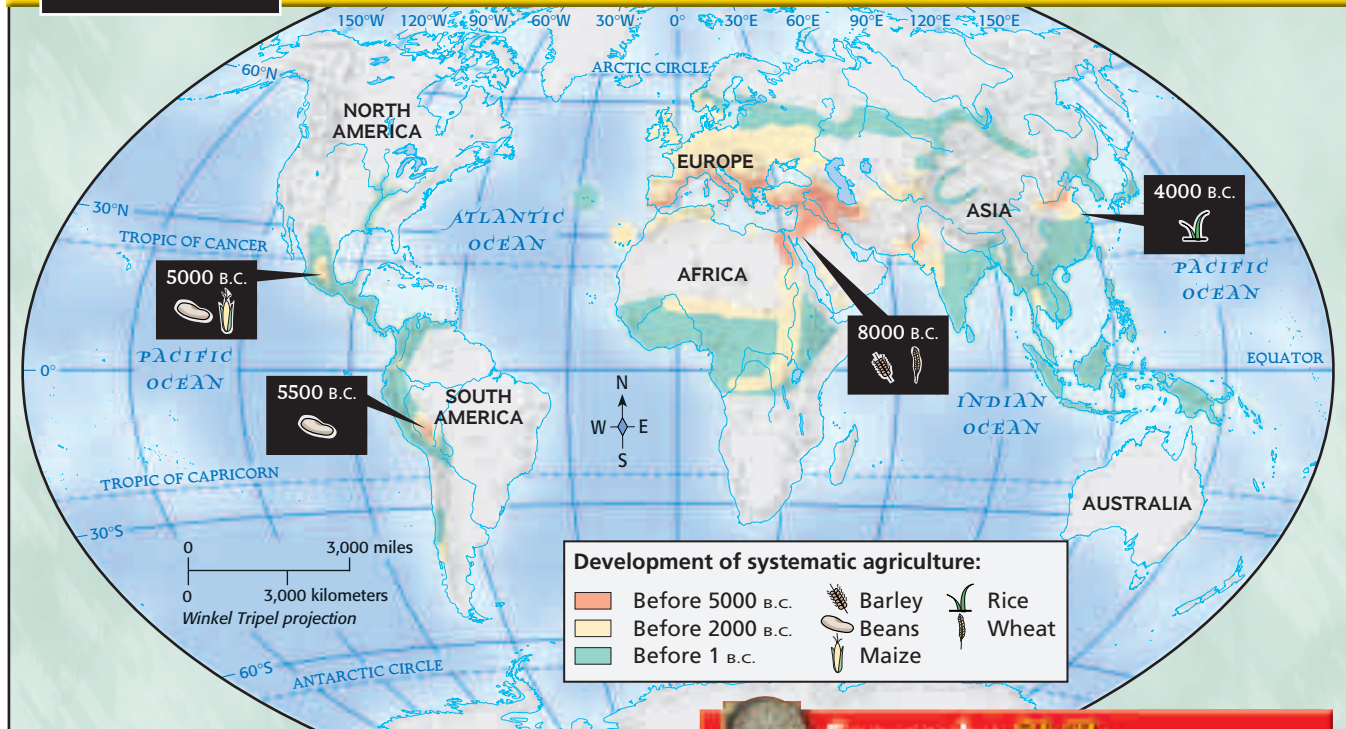 150°W 120°W 90°W 60°W 30°W 0° 30°E 60°E 90°E 120°E 150°E
60°N
ARCTIC CIRCLE
NORTH
AMERICA
EUROPE
ASIA
4000 B.C.
30°N
ATLANTIC
OCEAN
TROPIC OF CANCER
5000 B.C.
AFRICA
PACIFIC
OCEAN
8000 B.C.
PACIFIC
OCEAN
EQUATOR
0°
5500 B.C.
SOUTH
AMERICA
N
W E
S
INDIAN
OCEAN
TROPIC OF CAPRICORN
AUSTRALIA
30°S
0 3,000 miles
0 3,000 kilometers
Winkel Tripel projection
Development of systematic agriculture:
Before 5000 B.C. Barley Rice
Before 2000 B.C. Beans Wheat
Before 1 B.C. Maize
60°S
ANTARCTIC CIRCLE